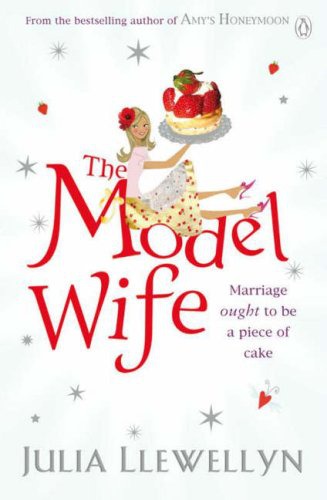 From the bestselling author of AMY'S HONEYMOON
The
Model
Wife
Marriage
ought to be
a piece of
cake
JULIA LLEWELLYN